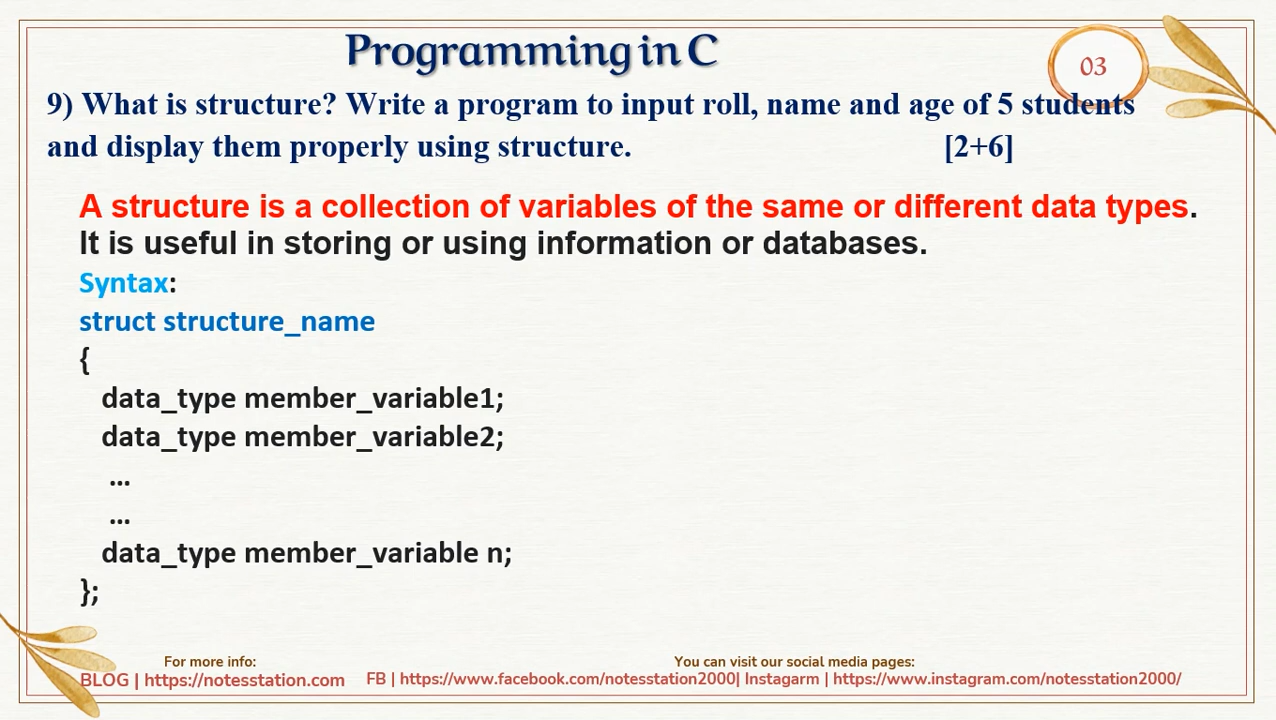 Programming in C
03
9) What is structure? Write a program to input roll, name and age of 5 students
and display them properly using structure. [2+6]
A structure is a collection of variables of the same or different data types.
It is useful in storing or using information or databases.
Syntax:
struct structure_name
{
data_type member_variable1;
data_type member_variable2;
...
...
data_type member_variable n;
};
For more info:
BLOG | https://notesstation.com
You can visit our social media pages:
FB | https://www.facebook.com/notesstation2000| Instagarm | https://www.instagram.com/notesstation2000/